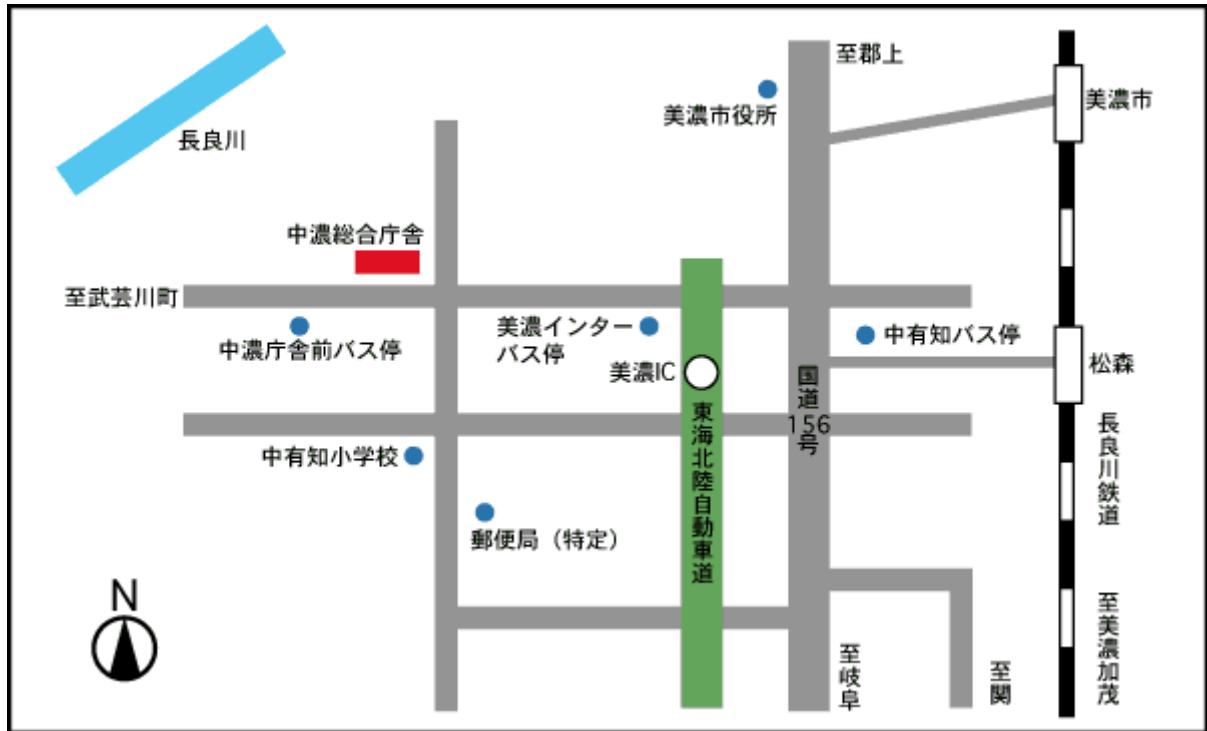 至郡上
美濃市
美濃市役所
長良川
中濃総合庁舎
至武芸川町
美濃インター
バス停
中有知バス停
中濃庁舎前バス停
美濃IC
松森
国道156号
東海北陸自動車道
長良川鉄道
中有知小学校
郵便局（特定）
N
至美濃加茂
至岐阜
至関